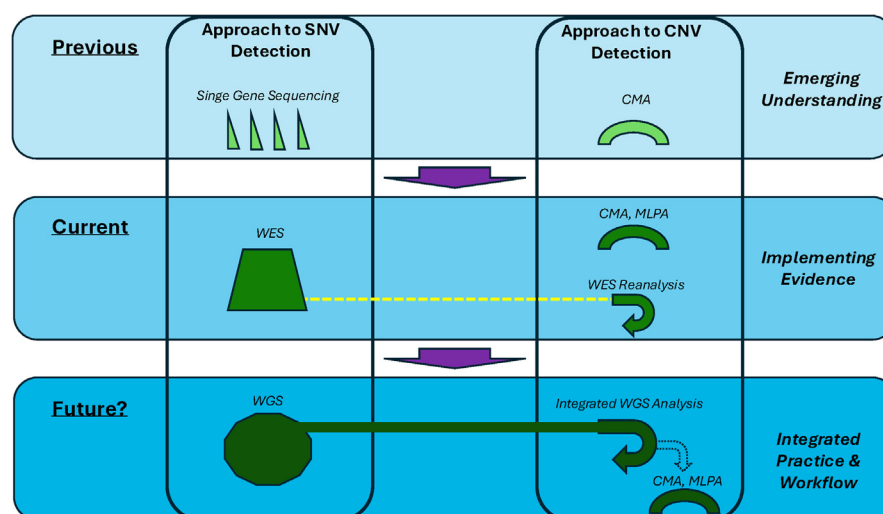 Previous
Approach to SNV
Detection
Approach to CNV
Detection
Singe Gene Sequencing
CMA
Emerging
Understanding
Current
WES
CMA, MLPA
WES Reanalysis
Implementing
Evidence
Future?
WGS
Integrated WGS Analysis
CMA, MLPA
Integrated
Practice &
Workflow